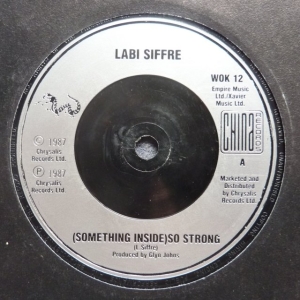 LABI SIFFRE
WOK 12
Empire Music
Ltd./Xavier
Music Ltd.
CHINA
RECORDS
© 1987
Chrysalis
Records Ltd.
℗ 1987
Chrysalis
Records Ltd.
A
Marketed and
Distributed
by Chrysalis
Records Ltd.
(SOMETHING INSIDE)SO STRONG
(l. Siffre)
Produced by Glyn Johns